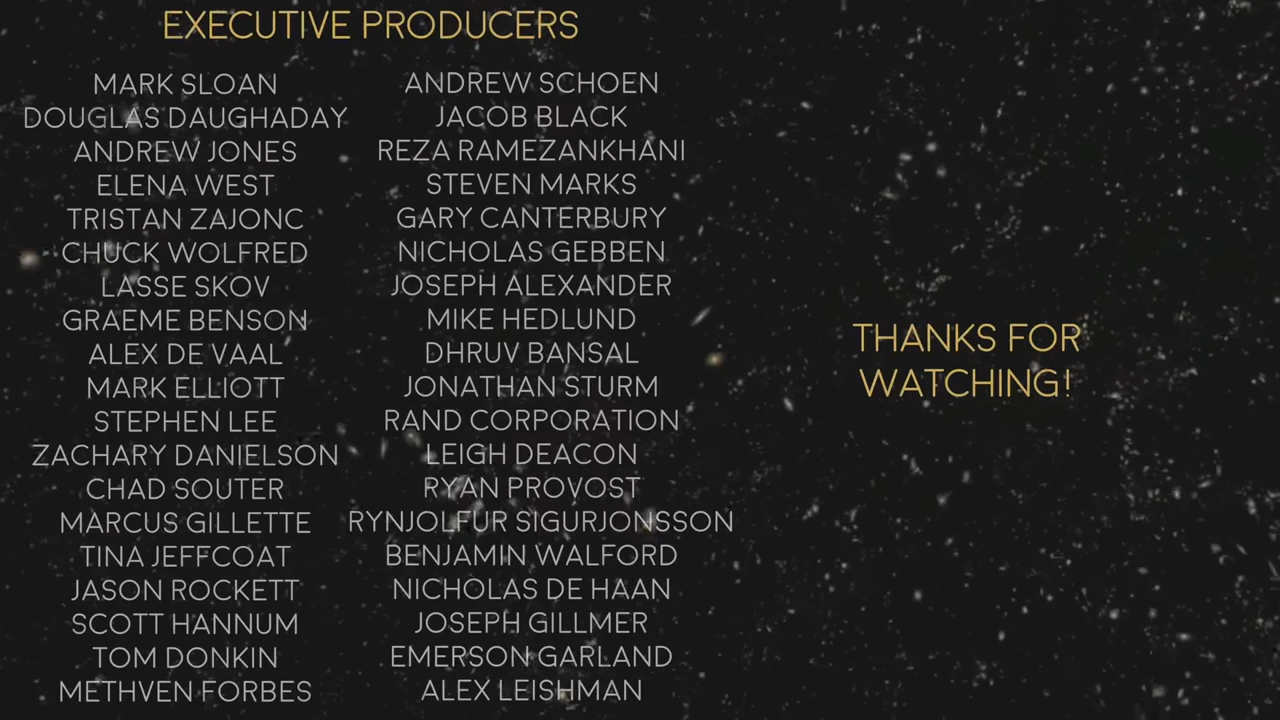 EXECUTIVE PRODUCERS
MARK SLOAN
DOUGLAS DAUGHADAY
ANDREW JONES
ELENA WEST
TRISTAN ZAJONC
CHUCK WOLFRED
LASSE SKOV
GRAEME BENSON
ALEX DE VAAL
MARK ELLIOTT
STEPHEN LEE
ZACHARY DANIELSON
CHAD SOUTER
MARCUS GILLETTE
TINA JEFFCOAT
JASON ROCKETT
SCOTT HANNUM
TOM DONKIN
METHVEN FORBES
ANDREW SCHOEN
JACOB BLACK
REZA RAMEZANKHANI
STEVEN MARKS
GARY CANTERBURY
NICHOLAS GEBBEN
JOSEPH ALEXANDER
MIKE HEDLUND
DHRUV BANSAL
JONATHAN STURM
RAND CORPORATION
LEIGH DEACON
RYAN PROVOST
RYNJOLFUR SIGURJONSSON
BENJAMIN WALFORD
NICHOLAS DE HAAN
JOSEPH GILLMER
EMERSON GARLAND
ALEX LEISHMAN
THANKS FOR
WATCHING!